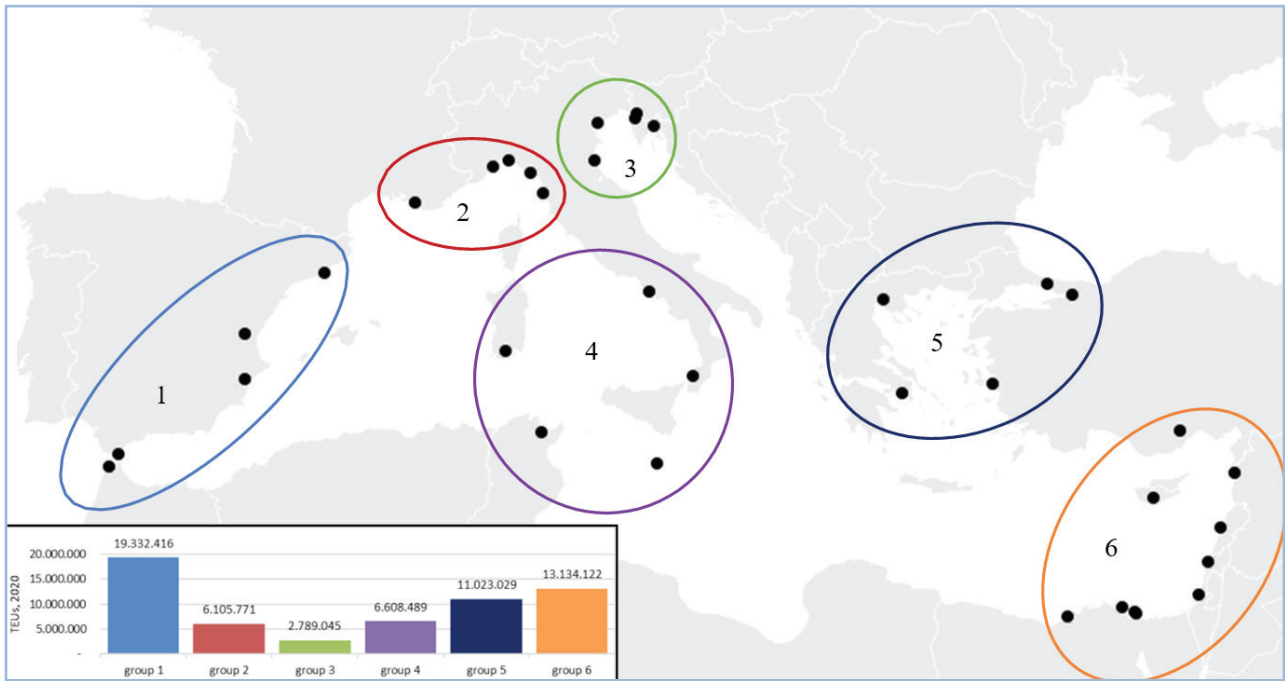 3
2
5
4
1
6
TEUs, 2020
20.000.000
15.000.000
10.000.000
5.000.000
-
19.332.416
6.105.771
2.789.045
6.608.489
11.023.029
13.134.122
group 1
group 2
group 3
group 4
group 5
group 6